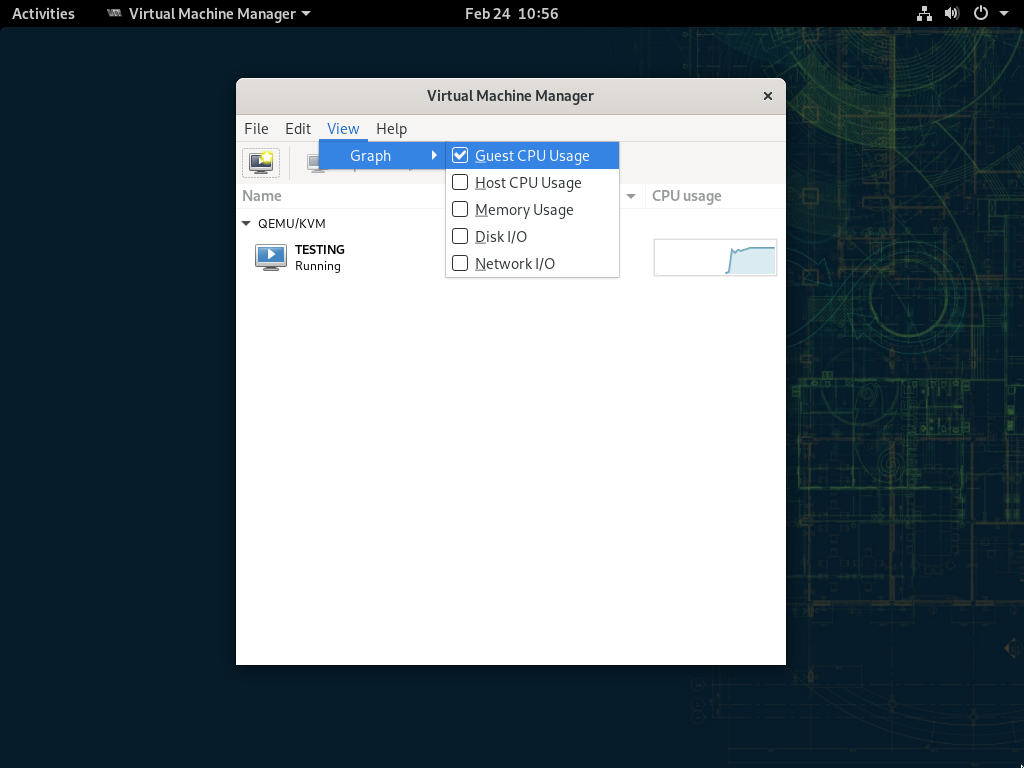 Activities Virtual Machine Manager Feb 24 10:56
Virtual Machine Manager
File Edit View Help
Graph
Guest CPU Usage
Host CPU Usage
Memory Usage
Disk I/O
Network I/O
Name CPU usage
QEMU/KVM
TESTING
Running